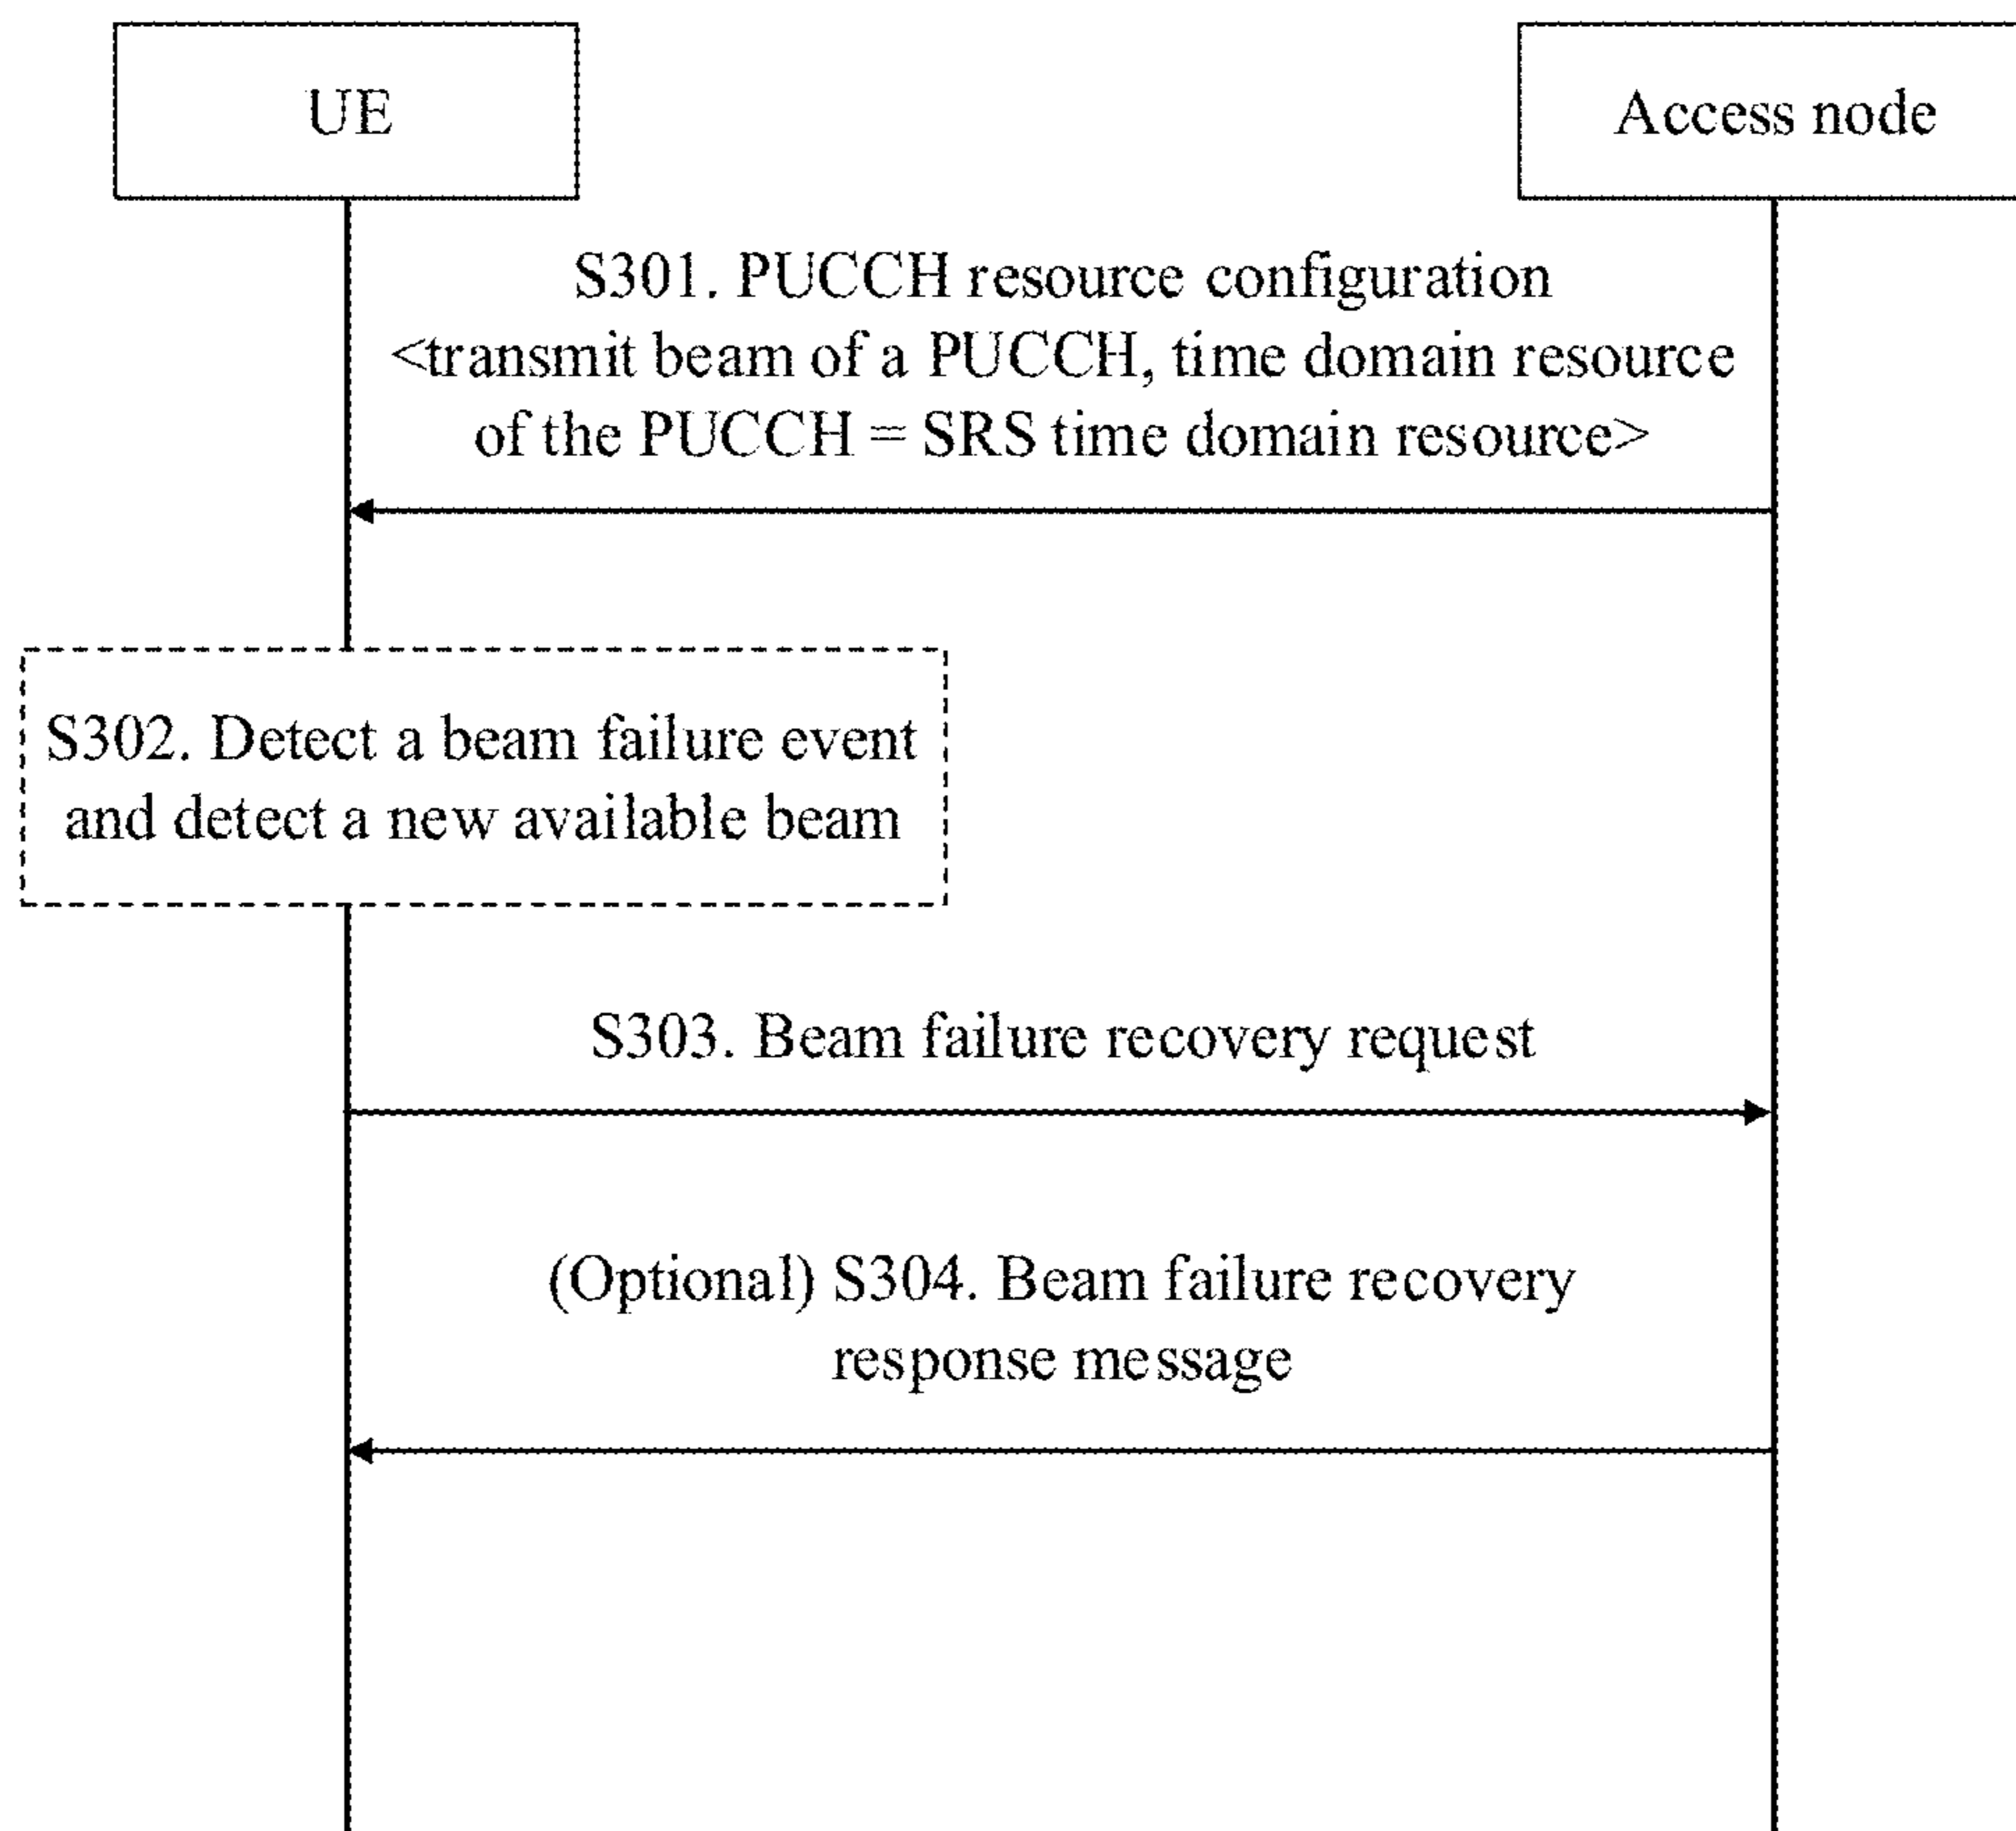 UE
Access node
S301. PUCCH resource configuration
<transmit beam of a PUCCH, time domain resource
of the PUCCH = SRS time domain resource>
S302. Detect a beam failure event
and detect a new available beam
S303. Beam failure recovery request
(Optional) S304. Beam failure recovery
response message